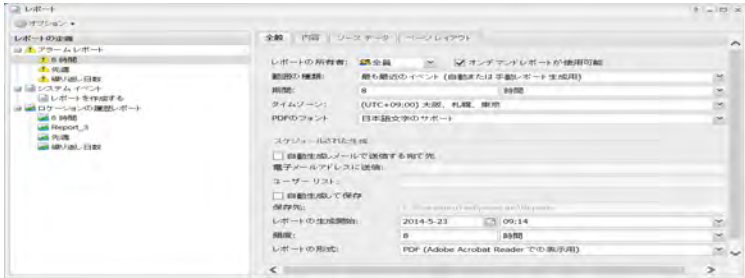 レポート
オプション
レポートの定義
アラーム レポート
8 時間
先週
繰り返し日数
システム イベント
レポートを作成する
ロケーションの履歴レポート
8 時間
Report_3
先週
繰り返し日数
全般 内容 ソース データ ページ レイアウト
レポートの所有者: 全員 オンデマンドレポートが使用可能
範囲の種類: 最も最近のイベント (自動または手動レポート生成用)
期間: 8 時間
タイムゾーン: (UTC+09:00) 大阪、札幌、東京
PDFのフォント 日本語文字のサポート
スケジュールされた生成
自動生成しメールで送信する宛て先
電子メールアドレスに送信:
ユーザー リスト:
自動生成して保存
保存先:
レポートの生成開始: 2014-5-23 09:14
頻度: 8 時間
レポートの形式: PDF (Adobe Acrobat Reader での表示用)